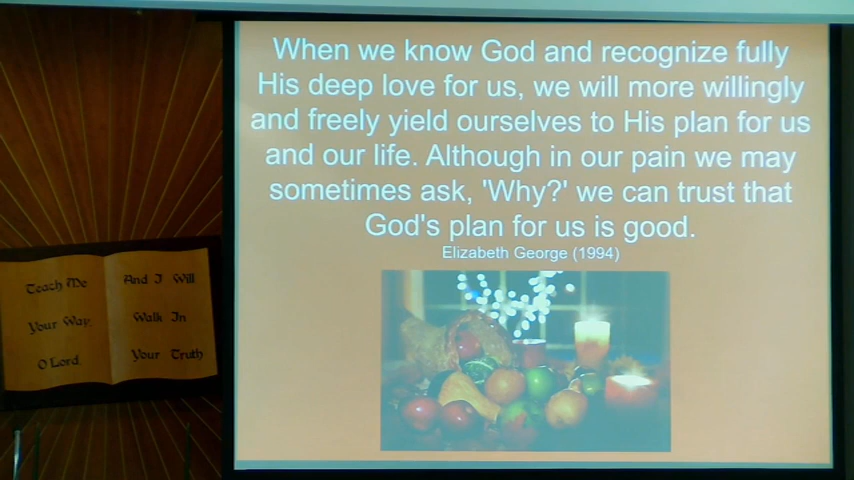 When we know God and recognize fully
His deep love for us, we will more willingly
and freely yield ourselves to His plan for us
and our life. Although in our pain we may
sometimes ask, 'Why?' we can trust that
God's plan for us is good.
Elizabeth George (1994)
Teach Me
Your Way,
O Lord.
And I Will
Walk In
Your Truth